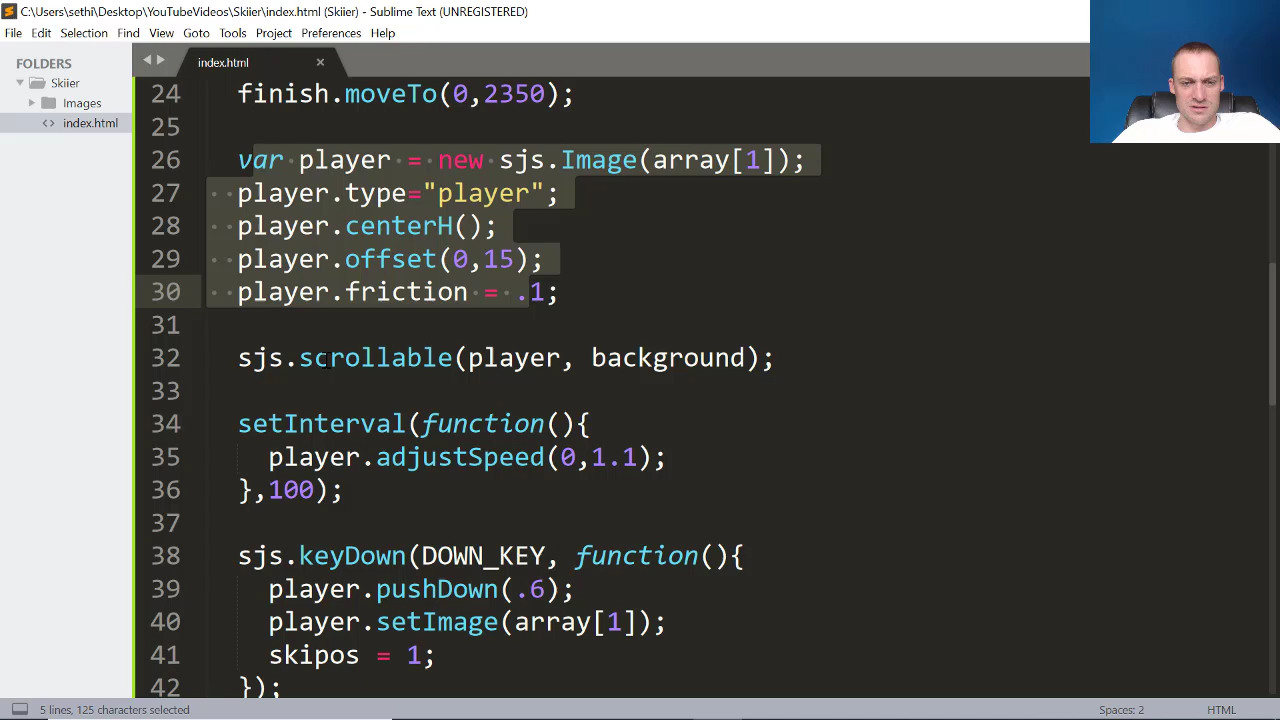 C:\Users\sethi\Desktop\YouTubeVideos\Skiier\index.html (Skiier) - Sublime Text (UNREGISTERED)
File Edit Selection Find View Goto Tools Project Preferences Help
FOLDERS
Skiier
Images
<> index.html
index.html ×
24 finish.moveTo(0,2350);
25
26 var player = new sjs.Image(array[1]);
27 player.type="player";
28 player.centerH();
29 player.offset(0,15);
30 player.friction = .1;
31
32 sjs.scrollable(player, background);
33
34 setInterval(function(){
35 player.adjustSpeed(0,1.1);
36 },100);
37
38 sjs.keyDown(DOWN_KEY, function(){
39 player.pushDown(.6);
40 player.setImage(array[1]);
41 skipos = 1;
42 });
5 lines, 125 characters selected
Spaces: 2
HTML